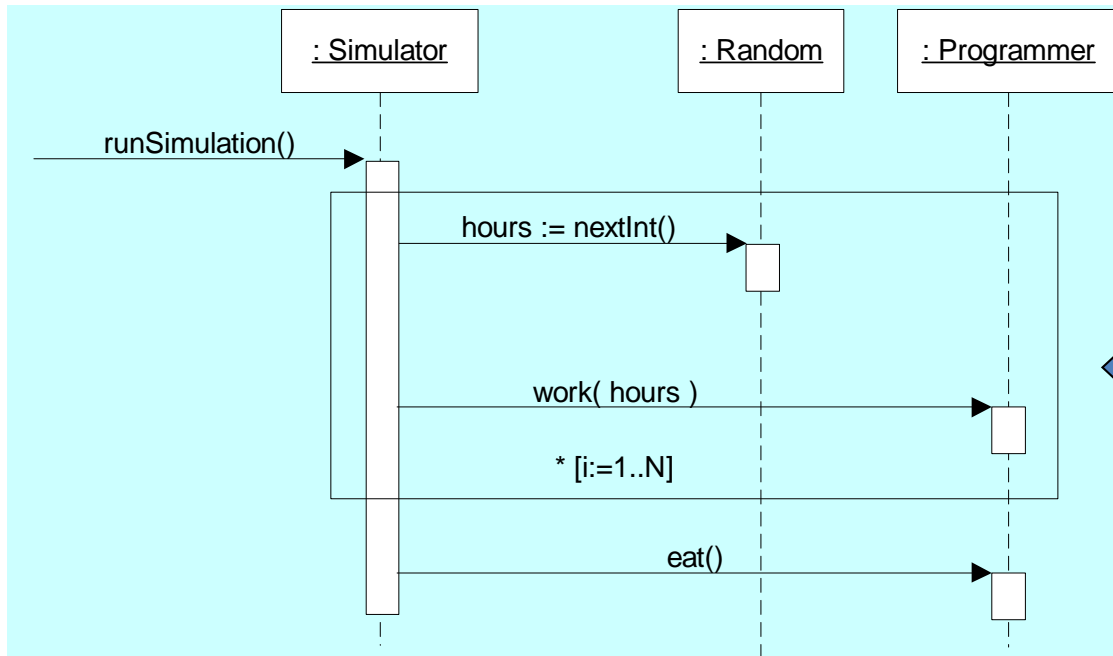 : Simulator
: Random
: Programmer
runSimulation()
hours := nextInt()
work( hours )
* [i:=1..N]
eat()